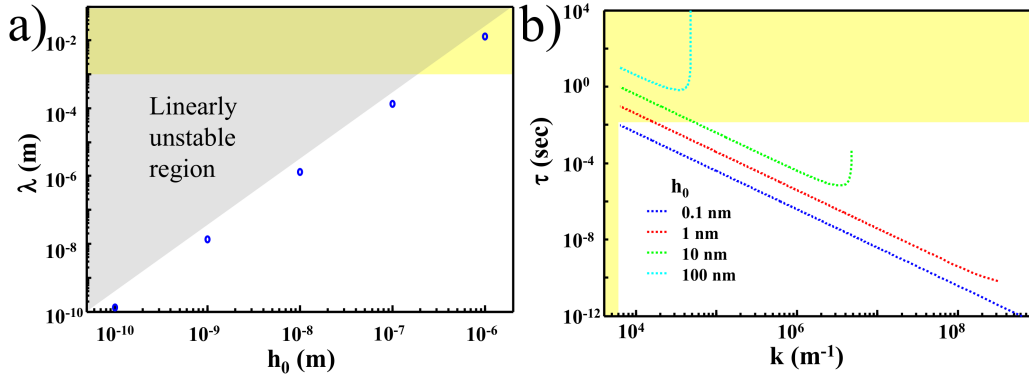 a)
10⁻²
10⁻⁴
10⁻⁶
10⁻⁸
10⁻¹⁰
λ (m)
Linearly
unstable
region
10⁻¹⁰
10⁻⁹
10⁻⁸
10⁻⁷
10⁻⁶
h₀ (m)
b)
10⁴
10⁰
10⁻⁴
10⁻⁸
10⁻¹²
τ (sec)
h₀
0.1 nm
1 nm
10 nm
100 nm
10⁴
10⁶
10⁸
k (m⁻¹)